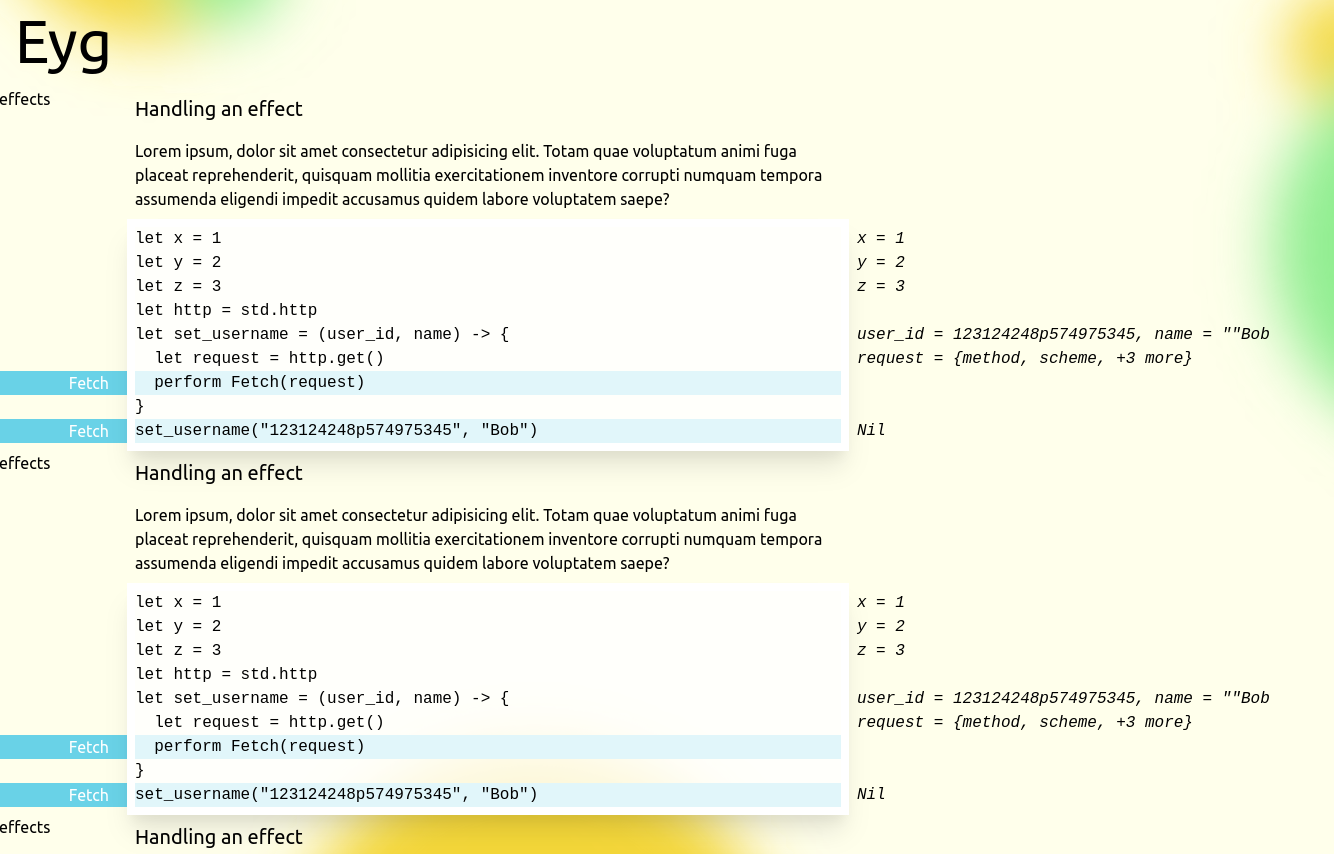 Eyg
effects
Handling an effect
Lorem ipsum, dolor sit amet consectetur adipisicing elit. Totam quae voluptatum animi fuga
placeat reprehenderit, quisquam mollitia exercitationem inventore corrupti numquam tempora
assumenda eligendi impedit accusamus quidem labore voluptatem saepe?
let x = 1 x = 1
let y = 2 y = 2
let z = 3 z = 3
let http = std.http
let set_username = (user_id, name) -> { user_id = 123124248p574975345, name = ""Bob
let request = http.get() request = {method, scheme, +3 more}
Fetch perform Fetch(request)
}
Fetch set_username("123124248p574975345", "Bob") Nil
effects
Handling an effect
Lorem ipsum, dolor sit amet consectetur adipisicing elit. Totam quae voluptatum animi fuga
placeat reprehenderit, quisquam mollitia exercitationem inventore corrupti numquam tempora
assumenda eligendi impedit accusamus quidem labore voluptatem saepe?
let x = 1 x = 1
let y = 2 y = 2
let z = 3 z = 3
let http = std.http
let set_username = (user_id, name) -> { user_id = 123124248p574975345, name = ""Bob
let request = http.get() request = {method, scheme, +3 more}
Fetch perform Fetch(request)
}
Fetch set_username("123124248p574975345", "Bob") Nil
effects
Handling an effect